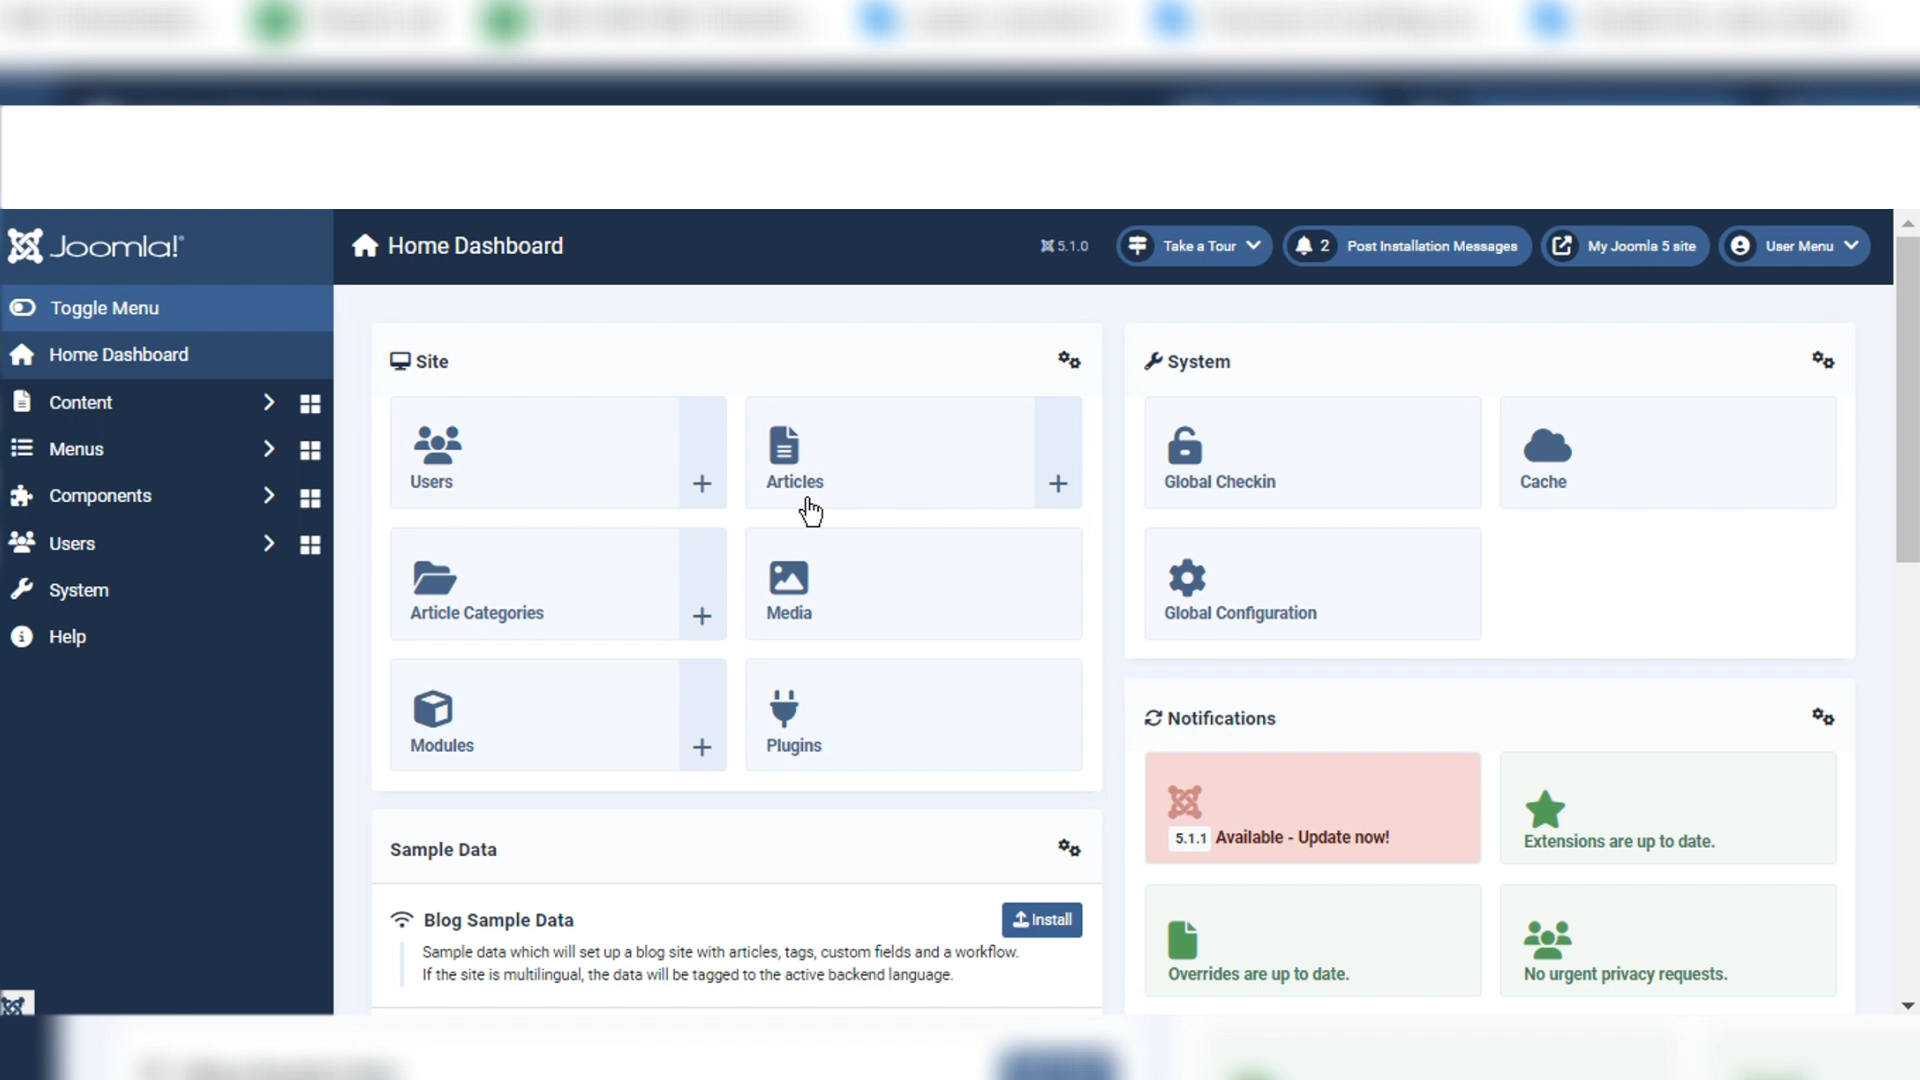 Joomla!
Home Dashboard
5.1.0
Take a Tour
2 Post Installation Messages
My Joomla 5 site
User Menu
Toggle Menu
Home Dashboard
Content
Menus
Components
Users
System
Help
Site
Users
Articles
Article Categories
Media
Modules
Plugins
Sample Data
Blog Sample Data
Install
Sample data which will set up a blog site with articles, tags, custom fields and a workflow.
If the site is multilingual, the data will be tagged to the active backend language.
System
Global Checkin
Cache
Global Configuration
Notifications
5.1.1 Available - Update now!
Extensions are up to date.
Overrides are up to date.
No urgent privacy requests.